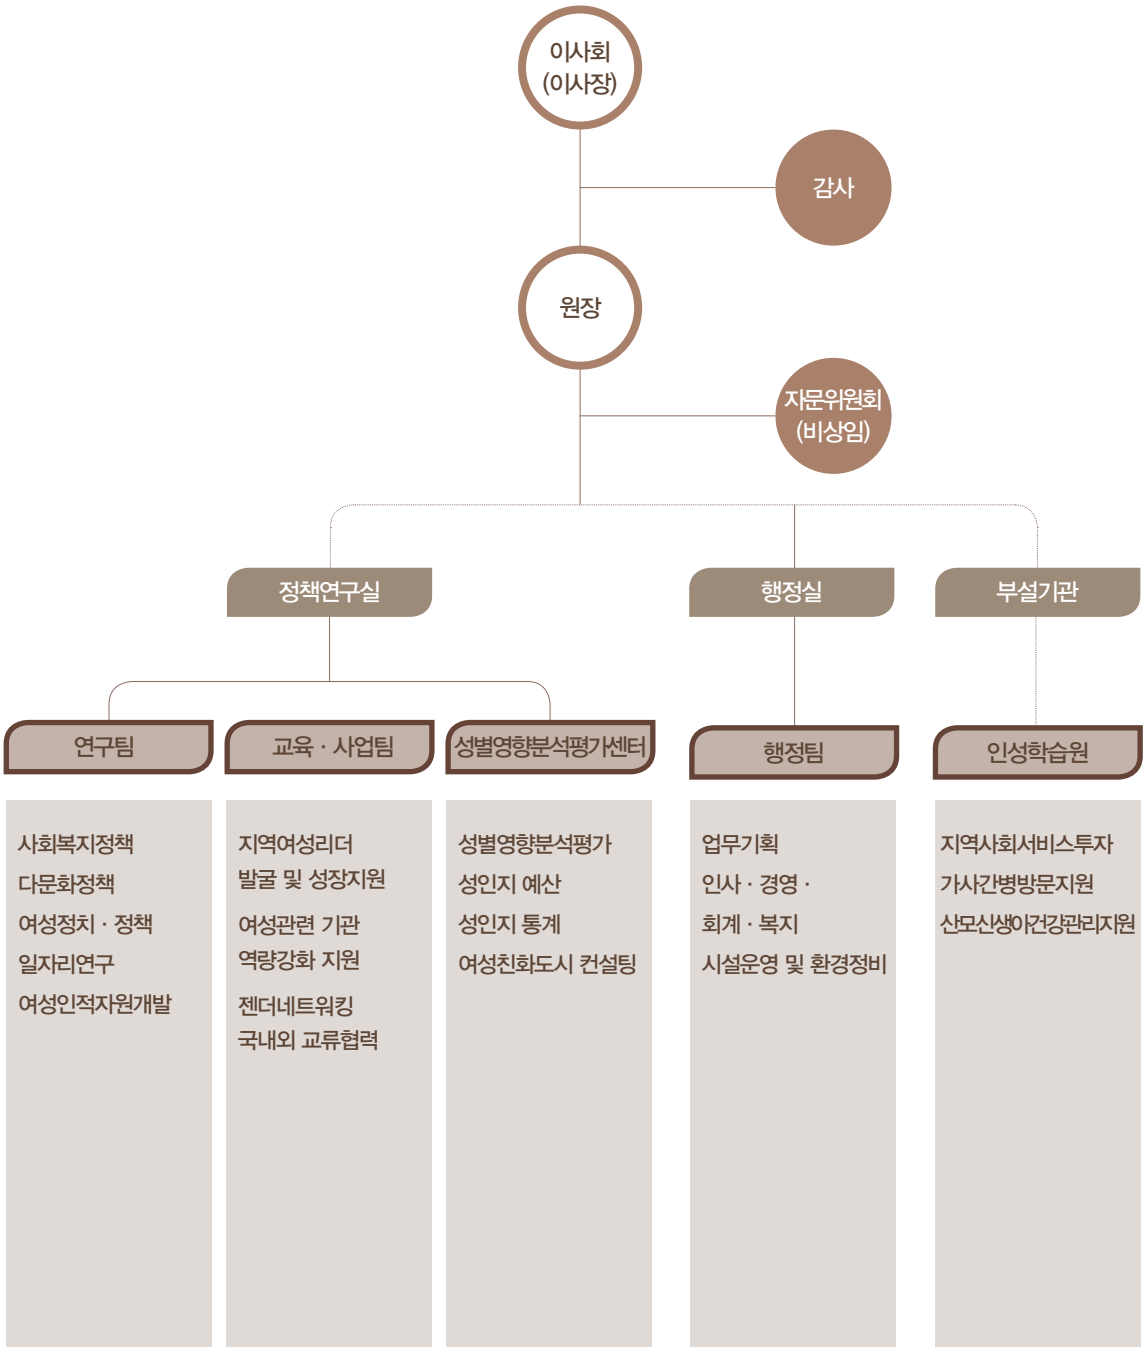 이사회
(이사장)
감사
원장
자문위원회
(비상임)
정책연구실
행정실
부설기관
연구팀
교육 · 사업팀
성별영향분석평가센터
행정팀
인성학습원
사회복지정책
다문화정책
여성정치 · 정책
일자리연구
여성인적자원개발
지역여성리더
발굴 및 성장지원
여성관련 기관
역량강화 지원
젠더네트워킹
국내외 교류협력
성별영향분석평가
성인지 예산
성인지 통계
여성친화도시 컨설팅
업무기획
인사 · 경영 ·
회계 · 복지
시설운영 및 환경정비
지역사회서비스투자
가사간병방문지원
산모신생아건강관리지원